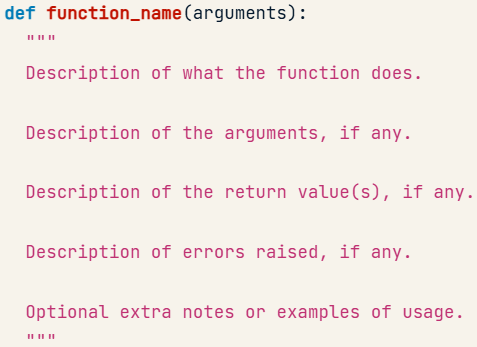 def function_name(arguments):
"""
Description of what the function does.
Description of the arguments, if any.
Description of the return value(s), if any.
Description of errors raised, if any.
Optional extra notes or examples of usage.
"""